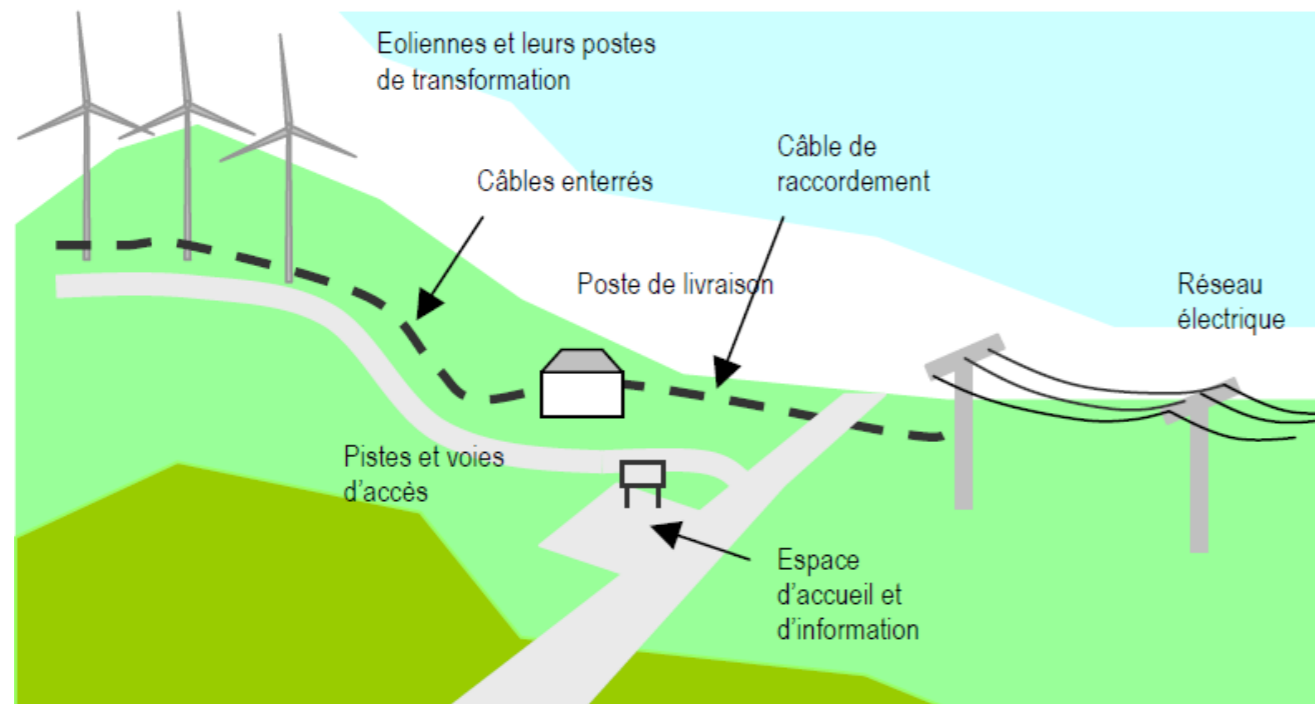 Eoliennes et leurs postes
de transformation
Câbles enterrés
Câble de
raccordement
Poste de livraison
Réseau
électrique
Pistes et voies
d'accès
Espace
d'accueil et
d'information